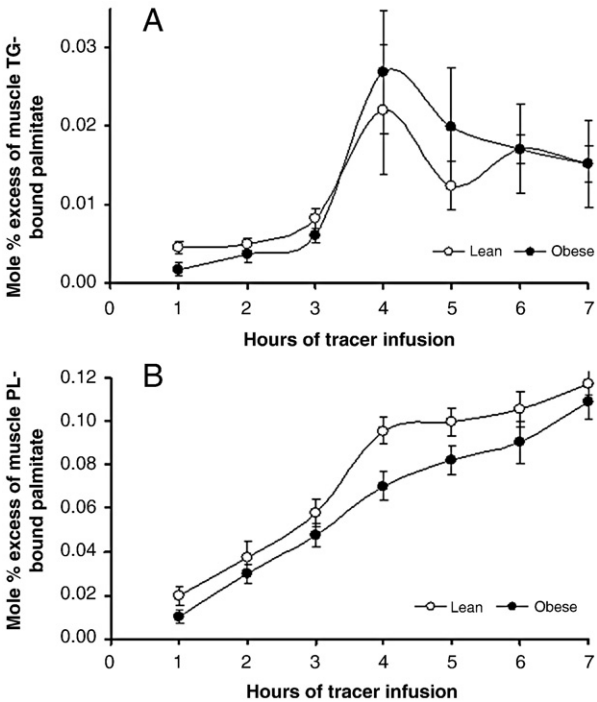 A
Mole % excess of muscle TG-
bound palmitate
0.03
0.02
0.01
0.00
Lean Obese
0 1 2 3 4 5 6 7
Hours of tracer infusion
B
Mole % excess of muscle PL-
bound palmitate
0.12
0.10
0.08
0.06
0.04
0.02
0.00
Lean Obese
0 1 2 3 4 5 6 7
Hours of tracer infusion